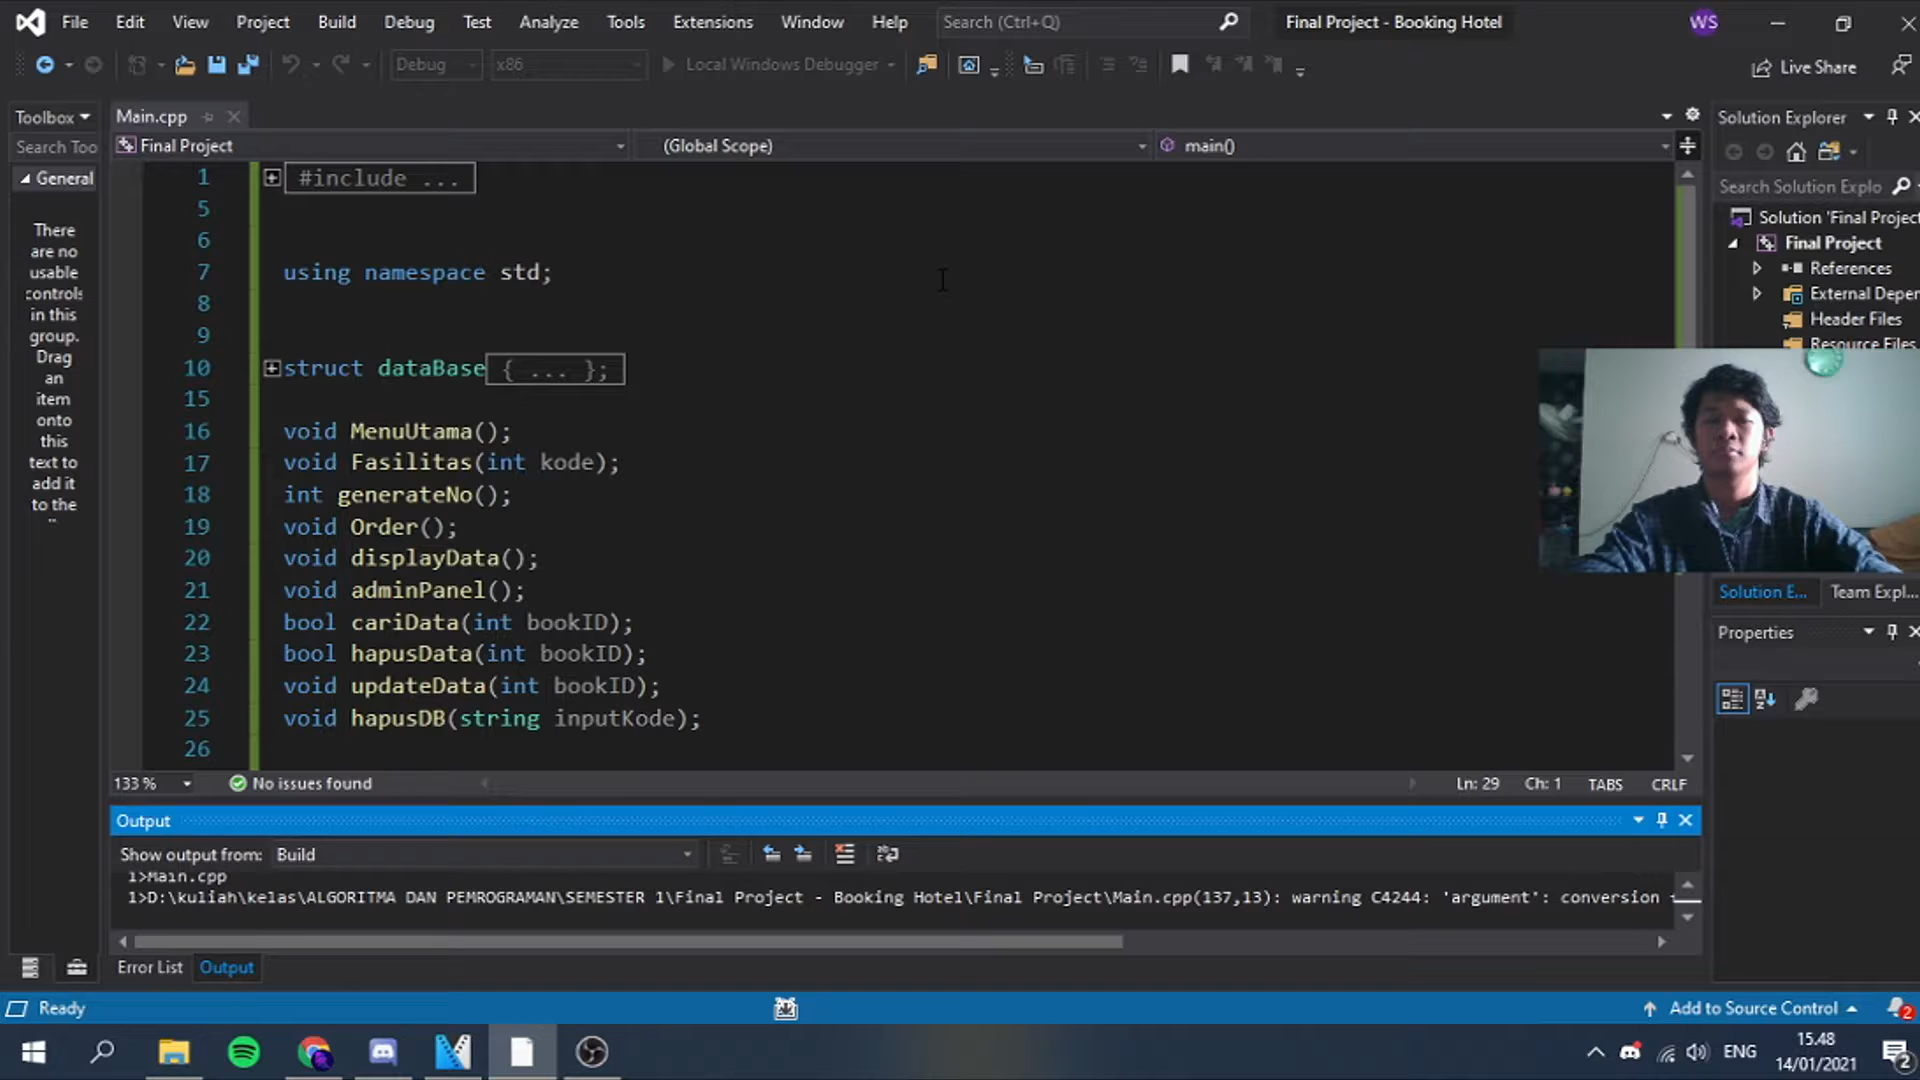 File Edit View Project Build Debug Test Analyze Tools Extensions Window Help Search (Ctrl+Q) Final Project - Booking Hotel WS
Debug x86 Local Windows Debugger Live Share
Toolbox Main.cpp Solution Explorer
Search Too Final Project (Global Scope) main()
General
There
are no
usable
controls
in this
group.
Drag
an
item
onto
this
text to
add it
to the
1 #include ...
5
6
7 using namespace std;
8
9
10 struct dataBase { ... };
15
16 void MenuUtama();
17 void Fasilitas(int kode);
18 int generateNo();
19 void Order();
20 void displayData();
21 void adminPanel();
22 bool cariData(int bookID);
23 bool hapusData(int bookID);
24 void updateData(int bookID);
25 void hapusDB(string inputKode);
26
Search Solution Explo
Solution 'Final Project
Final Project
References
External Deper
Header Files
Resource Files
Solution E... Team Expl...
Properties
133 % No issues found Ln: 29 Ch: 1 TABS CRLF
Output
Show output from: Build
1>Main.cpp
1>D:\kuliah\kelas\ALGORITMA DAN PEMROGRAMAN\SEMESTER 1\Final Project - Booking Hotel\Final Project\Main.cpp(137,13): warning C4244: 'argument': conversion
Error List Output
Ready Add to Source Control 2
ENG 15.48
14/01/2021 2